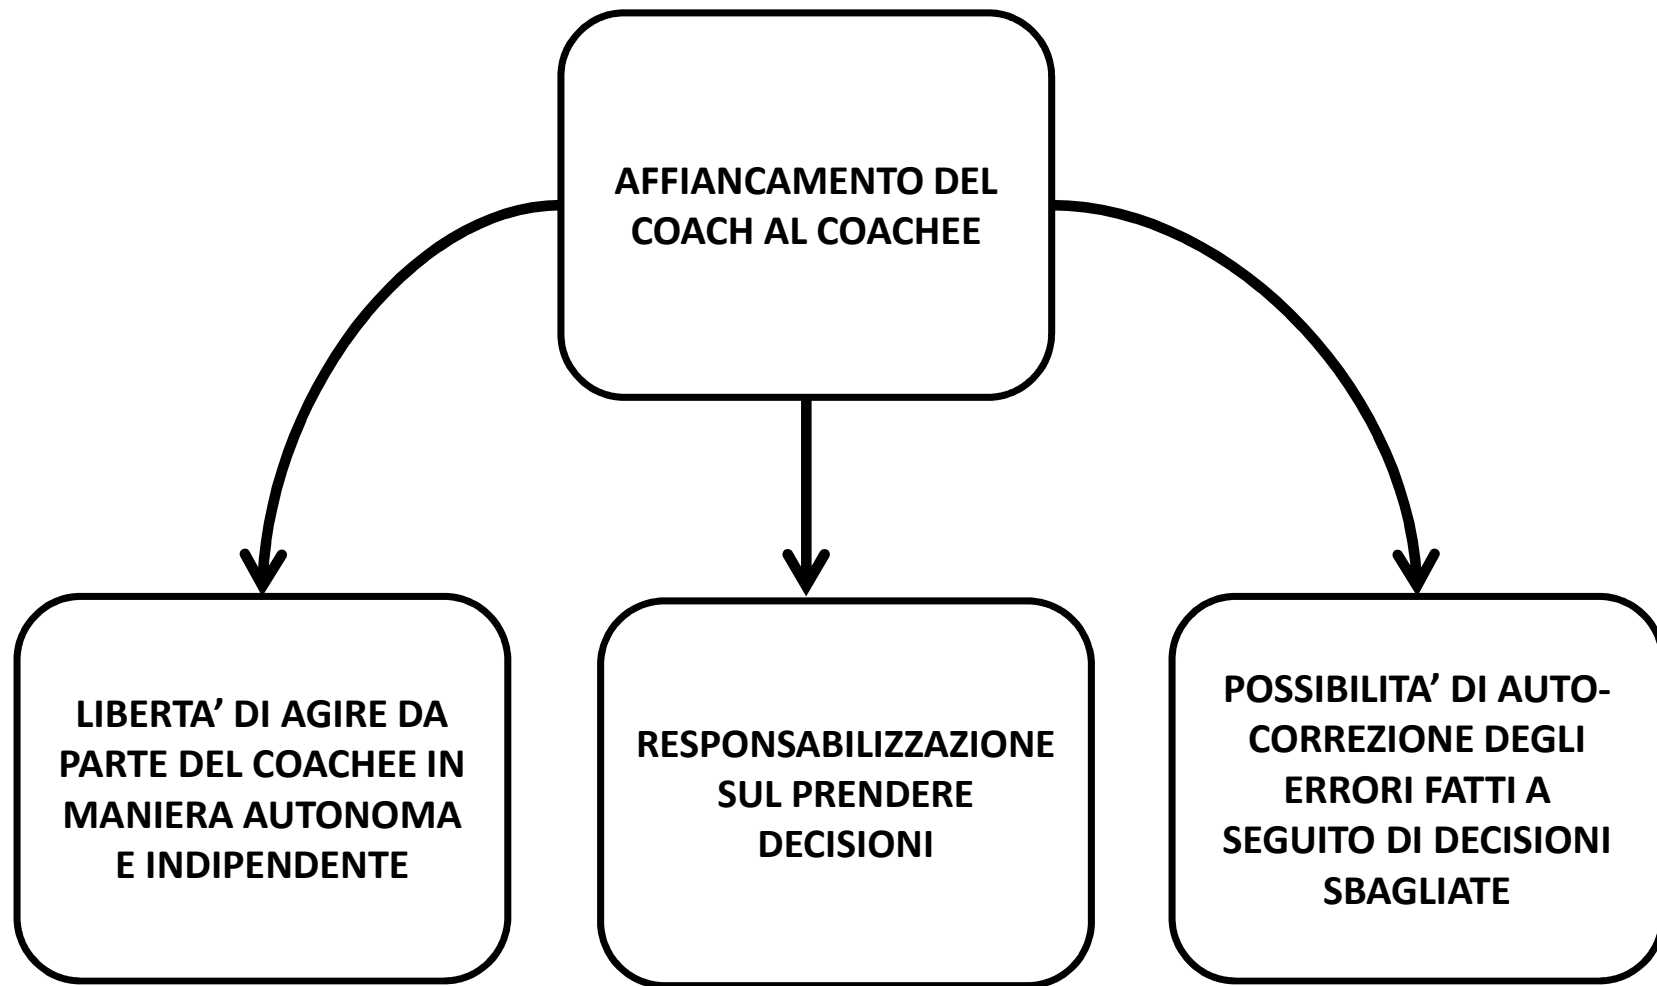 AFFIANCAMENTO DEL
COACH AL COACHEE
LIBERTA’ DI AGIRE DA
PARTE DEL COACHEE IN
MANIERA AUTONOMA
E INDIPENDENTE
RESPONSABILIZZAZIONE
SUL PRENDERE
DECISIONI
POSSIBILITA’ DI AUTO-
CORREZIONE DEGLI
ERRORI FATTI A
SEGUITO DI DECISIONI
SBAGLIATE